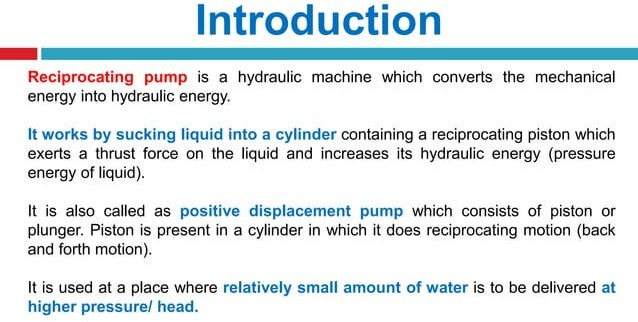 Introduction
Reciprocating pump is a hydraulic machine which converts the mechanical
energy into hydraulic energy.
It works by sucking liquid into a cylinder containing a reciprocating piston which
exerts a thrust force on the liquid and increases its hydraulic energy (pressure
energy of liquid).
It is also called as positive displacement pump which consists of piston or
plunger. Piston is present in a cylinder in which it does reciprocating motion (back
and forth motion).
It is used at a place where relatively small amount of water is to be delivered at
higher pressure/ head.